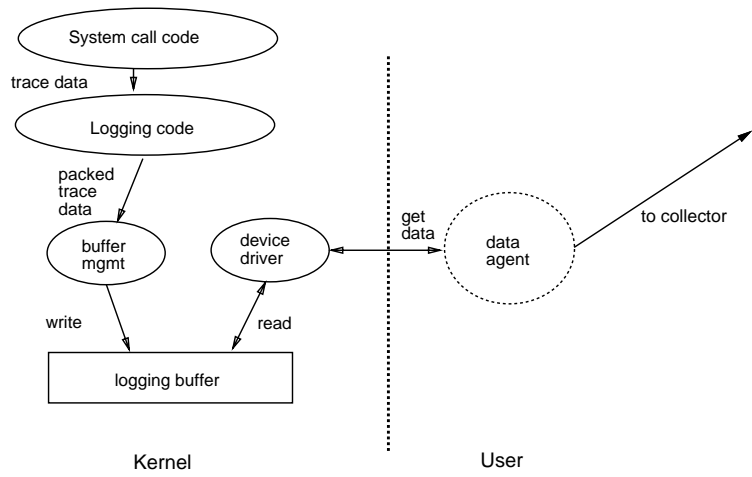 System call code
trace data
Logging code
packed
trace
data
buffer
mgmt
device
driver
get
data
data
agent
to collector
write
read
logging buffer
Kernel
User